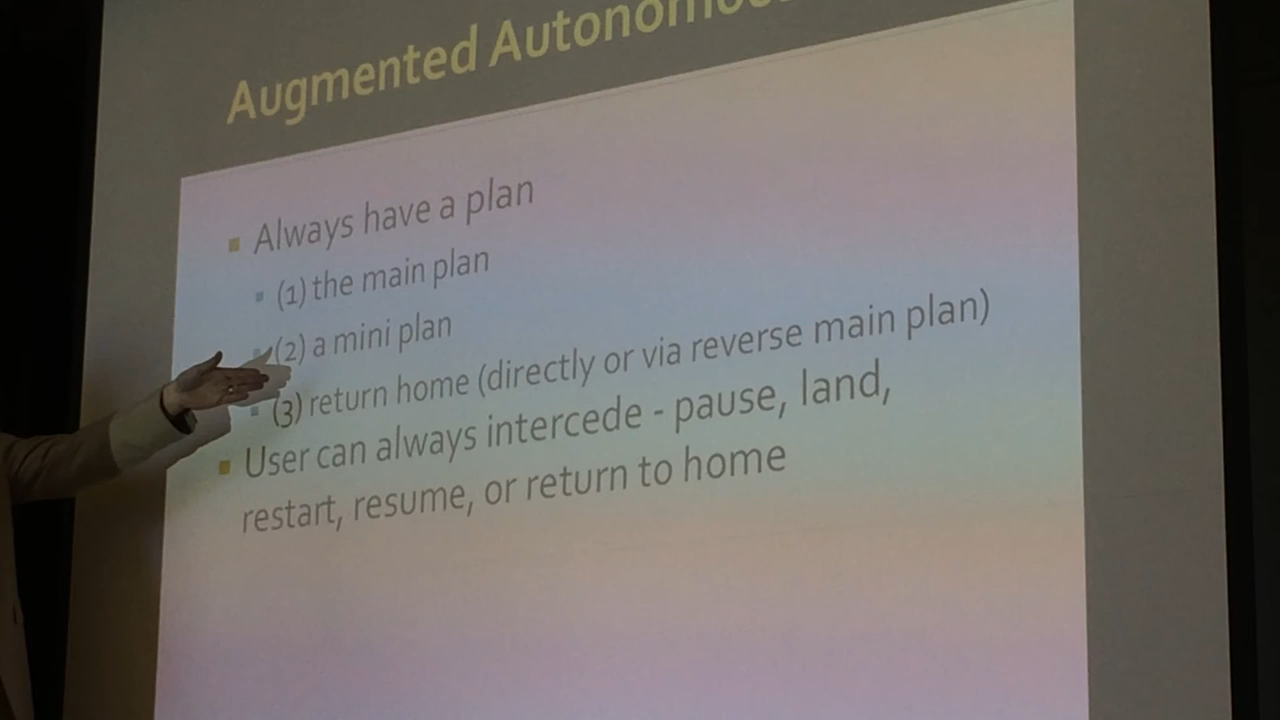 Augmented
Always have a plan
(1) the main plan
(2) a mini plan
(3) return home (directly or via reverse main plan)
User can always intercede - pause, land,
restart, resume, or return to home